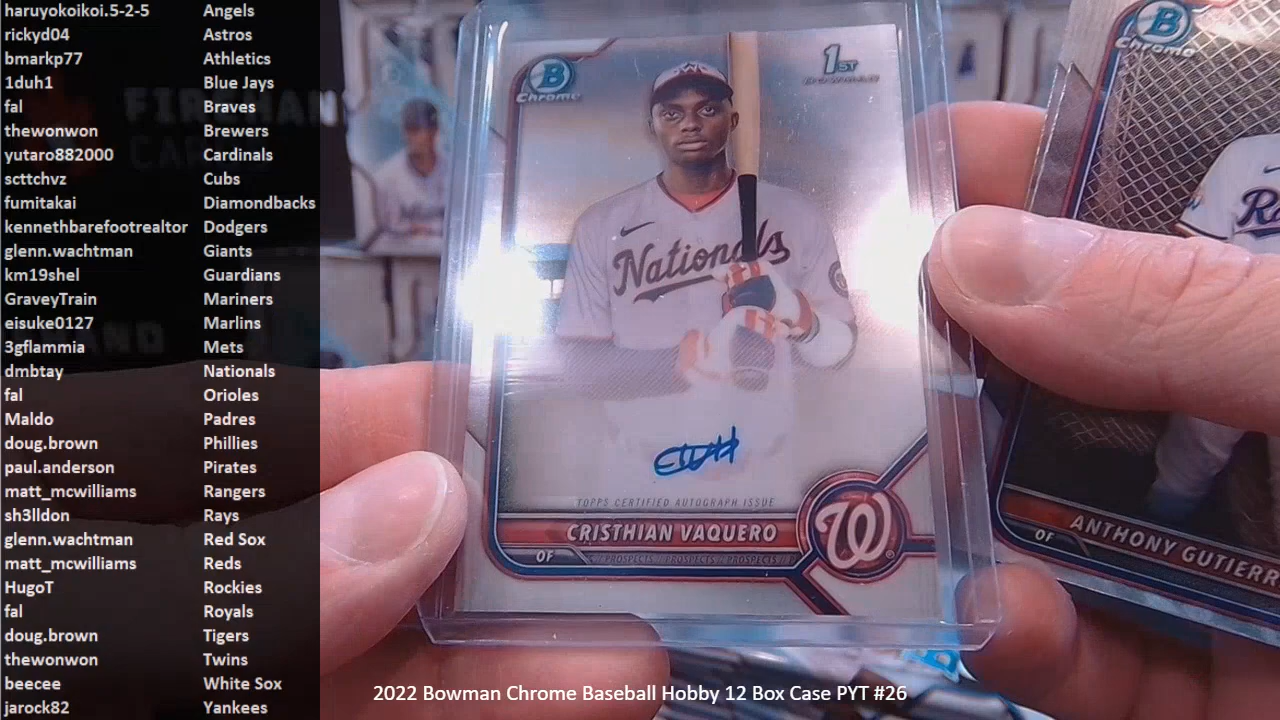 haruyokoikoi.5-2-5 Angels
rickyd04 Astros
bmarkp77 Athletics
1duh1 Blue Jays
fal Braves
thewonwon Brewers
yutaro882000 Cardinals
scttchvz Cubs
fumitakai Diamondbacks
kennethbarefootrealtor Dodgers
glenn.wachtman Giants
km19shel Guardians
GraveyTrain Mariners
eisuke0127 Marlins
3gflammia Mets
dmbtay Nationals
fal Orioles
Maldo Padres
doug.brown Phillies
paul.anderson Pirates
matt_mcwilliams Rangers
sh3lldon Rays
glenn.wachtman Red Sox
matt_mcwilliams Reds
HugoT Rockies
fal Royals
doug.brown Tigers
thewonwon Twins
beecee White Sox
jarock82 Yankees
B
Chrome
1ST
BOWMAN
W
Nationals
TOPPS CERTIFIED AUTOGRAPH ISSUE
CRISTHIAN VAQUERO
OF PROSPECTS PROSPECTS PROSPECTS
W
B
Chrome
ANTHONY GUTIERR
OF
2022 Bowman Chrome Baseball Hobby 12 Box Case PYT #26